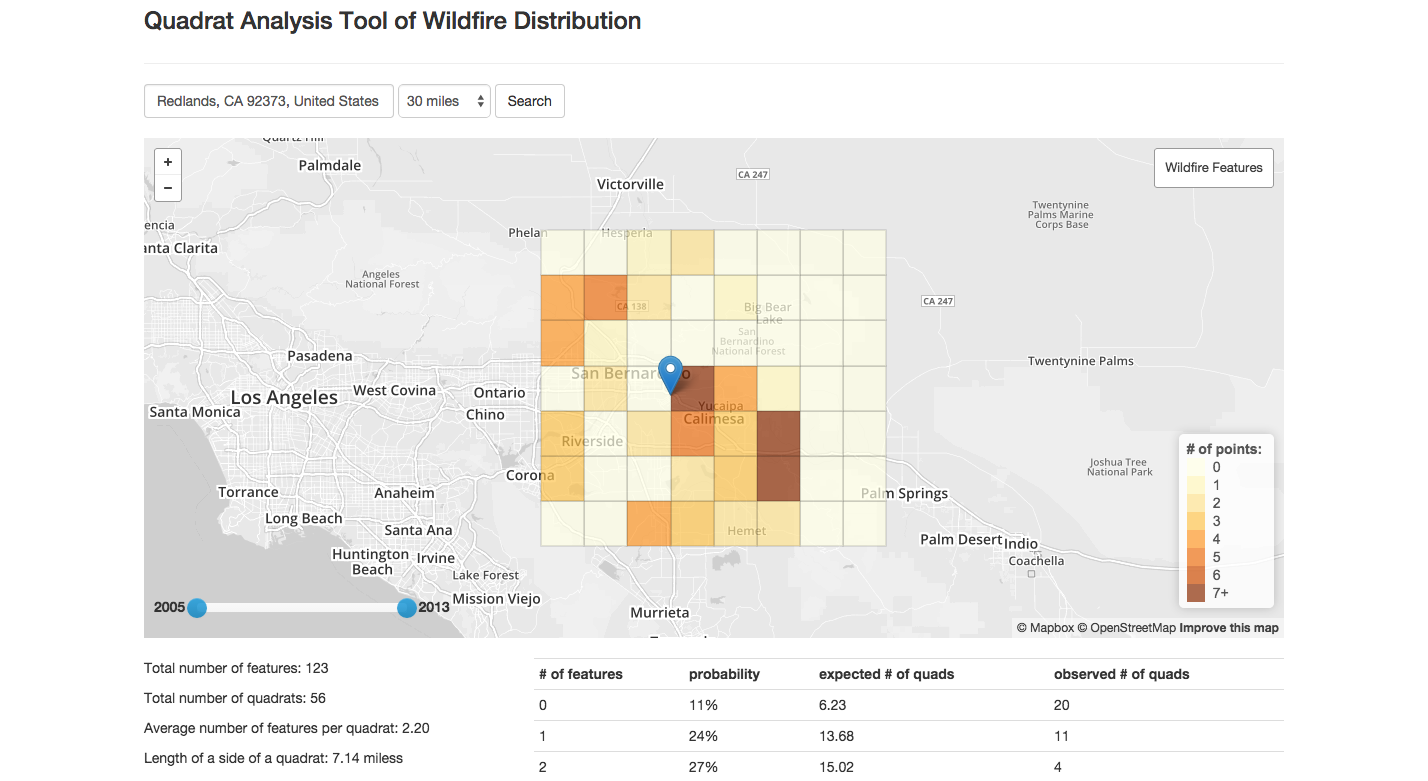 Quadrat Analysis Tool of Wildfire Distribution
Redlands, CA 92373, United States 30 miles Search
+
−
Wildfire Features
Quartz Hill
Palmdale
Victorville
CA 247
Twentynine
Palms Marine
Corps Base
encia
anta Clarita
Phelan
Hesperia
Angeles
National Forest
CA 138
Big Bear
Lake
CA 247
San
Bernardino
National Forest
Pasadena
Twentynine Palms
San Bernardino
Los Angeles
West Covina
Ontario
Santa Monica
Chino
Yucaipa
Calimesa
Riverside
Joshua Tree
National Park
Corona
Torrance
Anaheim
Palm Springs
Long Beach
Santa Ana
Hemet
Palm Desert
Indio
Huntington
Beach
Irvine
Coachella
Lake Forest
Mission Viejo
Murrieta
# of points:
0
1
2
3
4
5
6
7+
2005
2013
© Mapbox © OpenStreetMap Improve this map
Total number of features: 123
Total number of quadrats: 56
Average number of features per quadrat: 2.20
Length of a side of a quadrat: 7.14 miless
# of features probability expected # of quads observed # of quads
0 11% 6.23 20
1 24% 13.68 11
2 27% 15.02 4